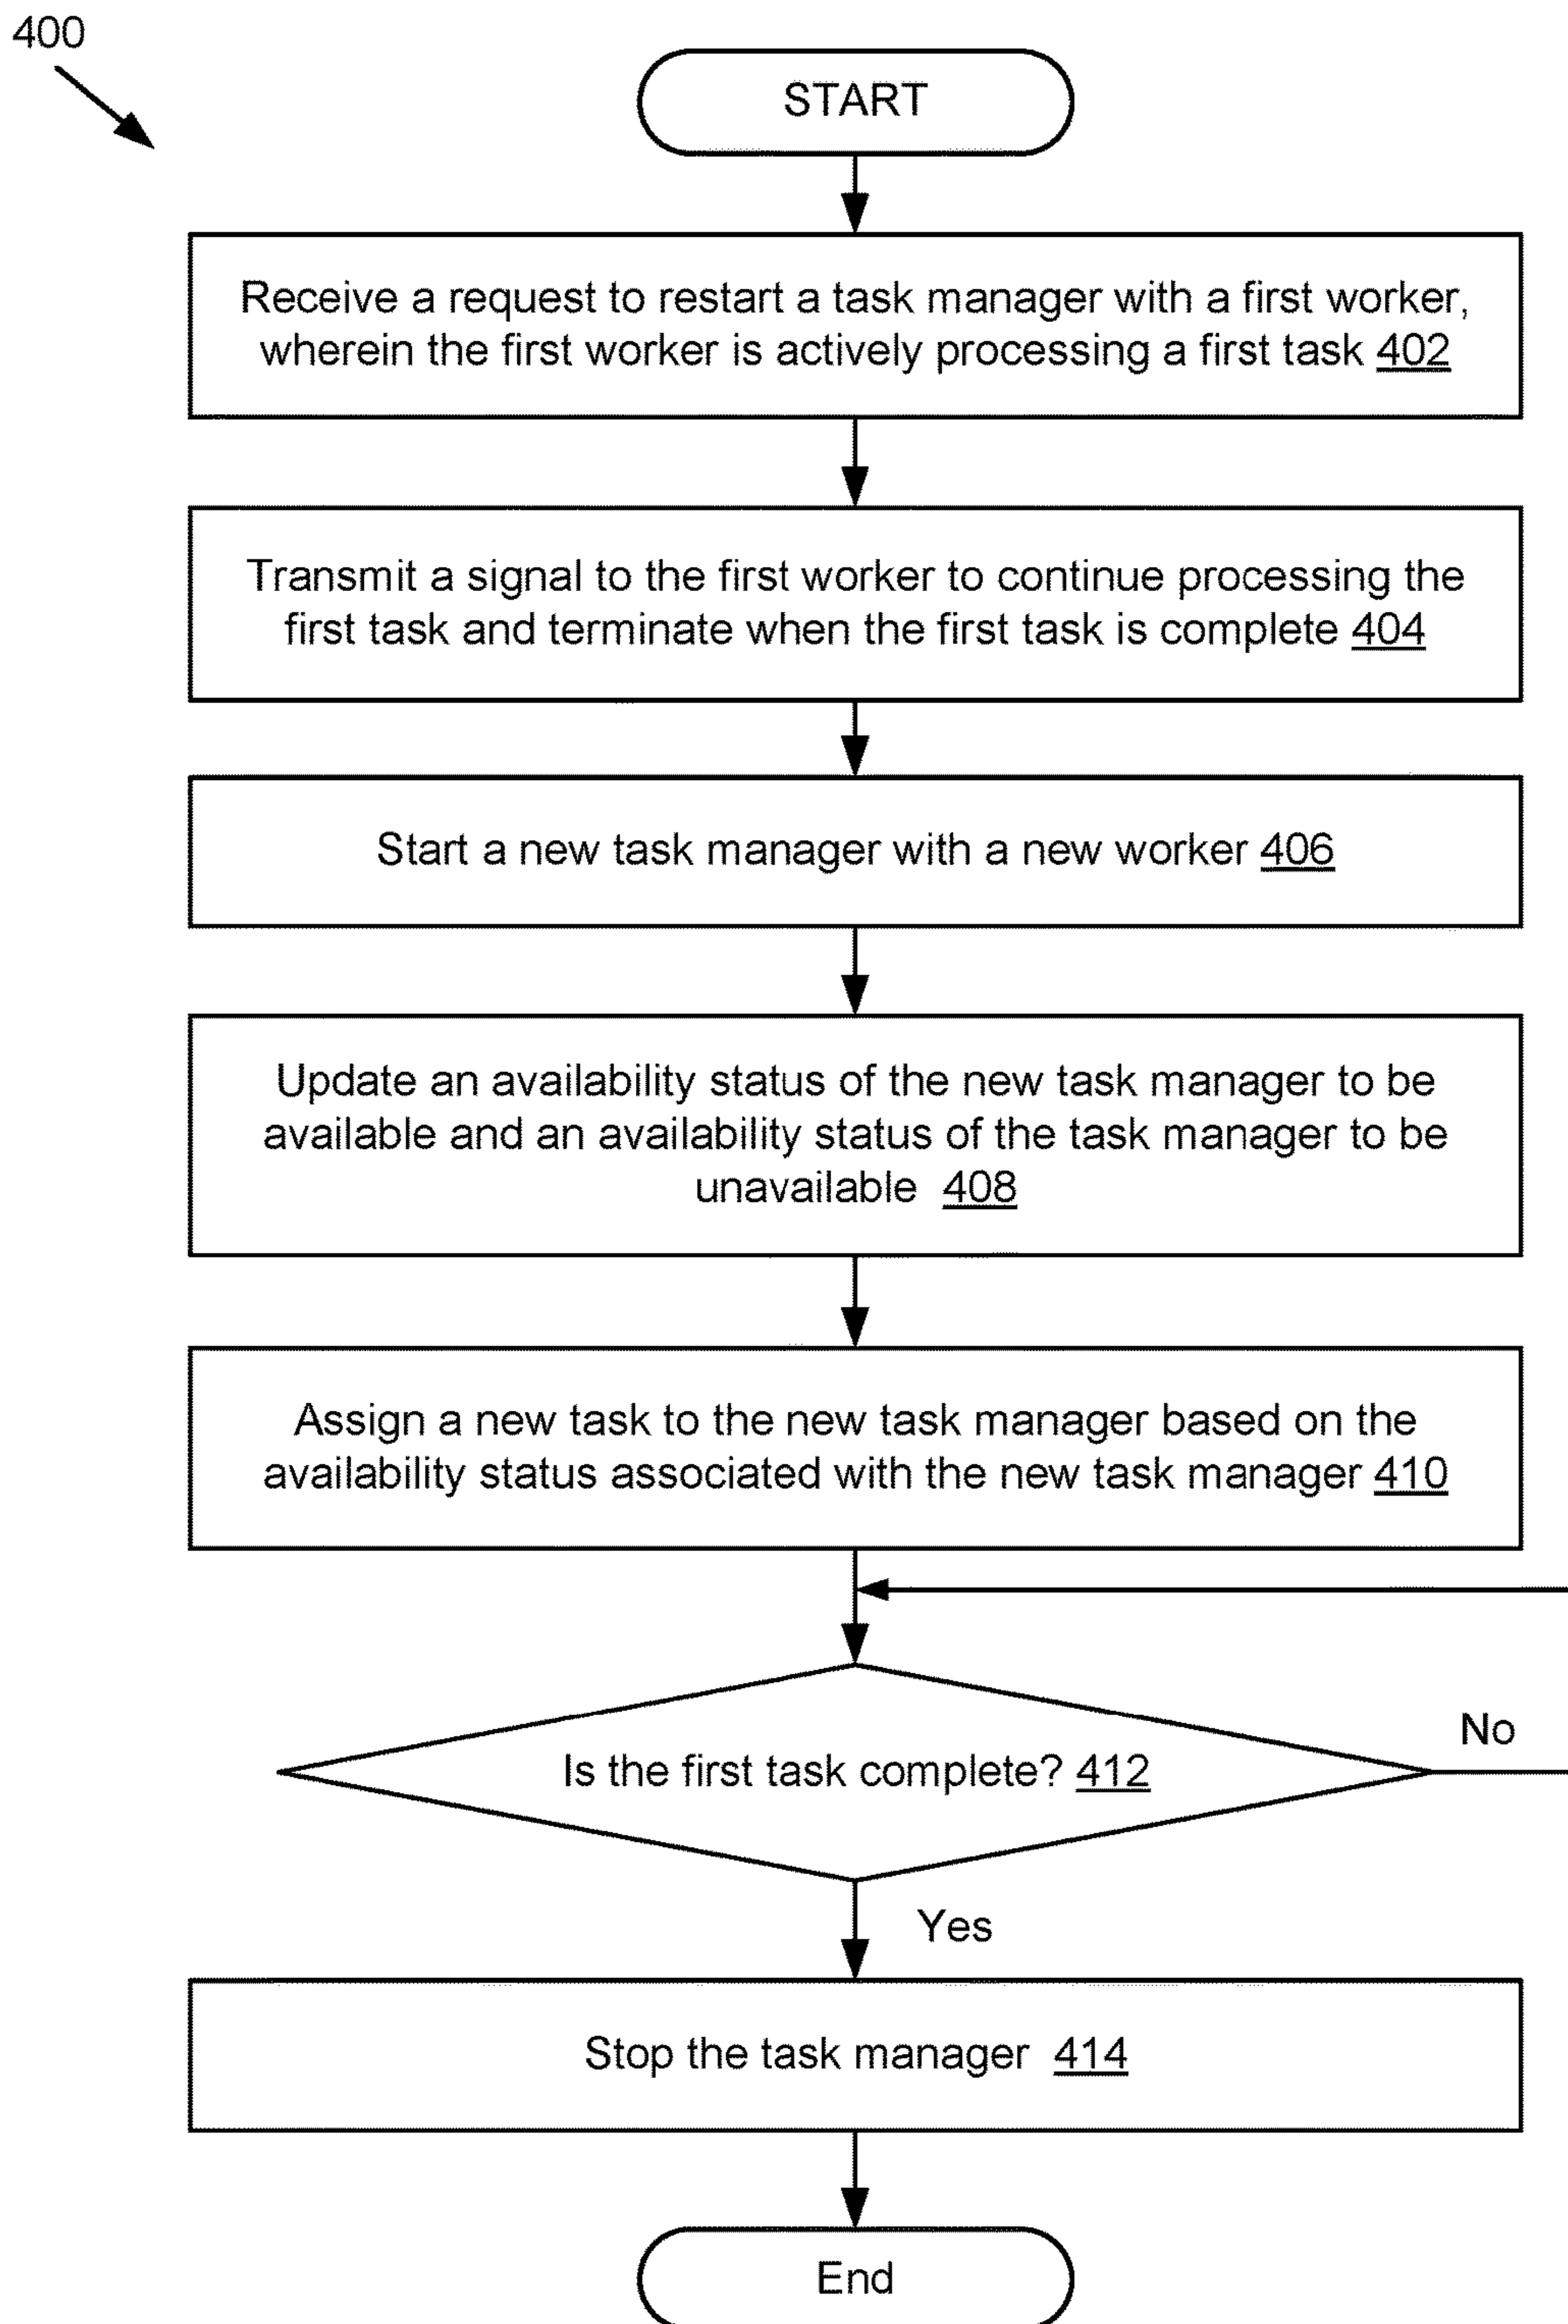 400
START
Receive a request to restart a task manager with a first worker,
wherein the first worker is actively processing a first task 402
Transmit a signal to the first worker to continue processing the
first task and terminate when the first task is complete 404
Start a new task manager with a new worker 406
Update an availability status of the new task manager to be
available and an availability status of the task manager to be
unavailable 408
Assign a new task to the new task manager based on the
availability status associated with the new task manager 410
No
Is the first task complete? 412
Yes
Stop the task manager 414
End